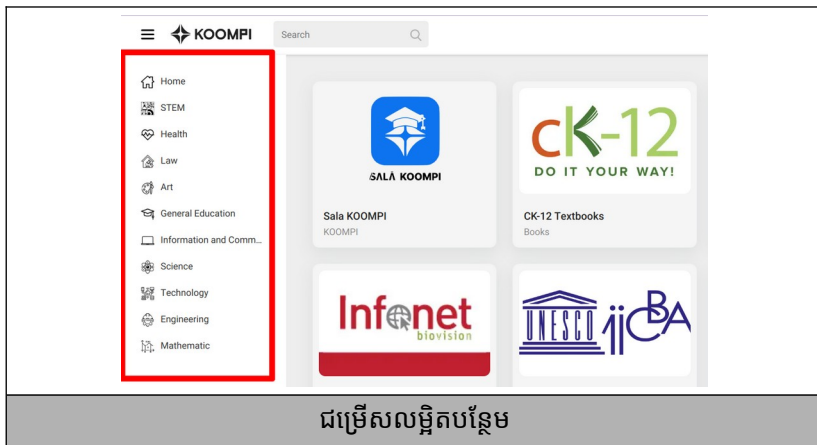 KOOMPI
Search
Home
STEM
Health
Law
Art
General Education
Information and Comm...
Science
Technology
Engineering
Mathematic
SALA KOOMPI
Sala KOOMPI
KOOMPI
cK-12
DO IT YOUR WAY!
CK-12 Textbooks
Books
Infonet
biovision
UNESCO iicBA
ជម្រើសលម្អិតបន្ថែម